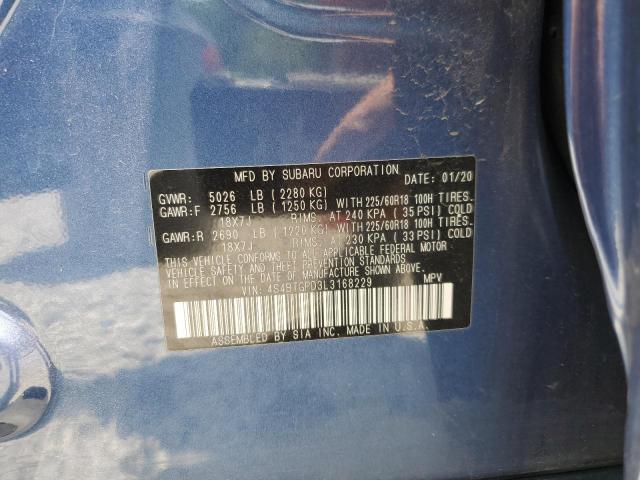 MFD BY SUBARU CORPORATION DATE: 01/20
GVWR: 5026 LB (2280 KG)
GAWR:F 2756 LB (1250 KG) WITH 225/60R18 100H TIRES,
18X7J RIMS, AT 240 KPA (35 PSI) COLD
GAWR:R 2690 LB (1220 KG) WITH 225/60R18 100H TIRES,
18X7J RIMS, AT 230 KPA (33 PSI) COLD
THIS VEHICLE CONFORMS TO ALL APPLICABLE FEDERAL MOTOR
VEHICLE SAFETY AND THEFT PREVENTION STANDARDS
IN EFFECT ON THE DATE OF MANUFACTURE SHOWN ABOVE.
VIN: 4S4BTGPD3L3168229 MPV
ASSEMBLED BY SIA INC. MADE IN U.S.A.